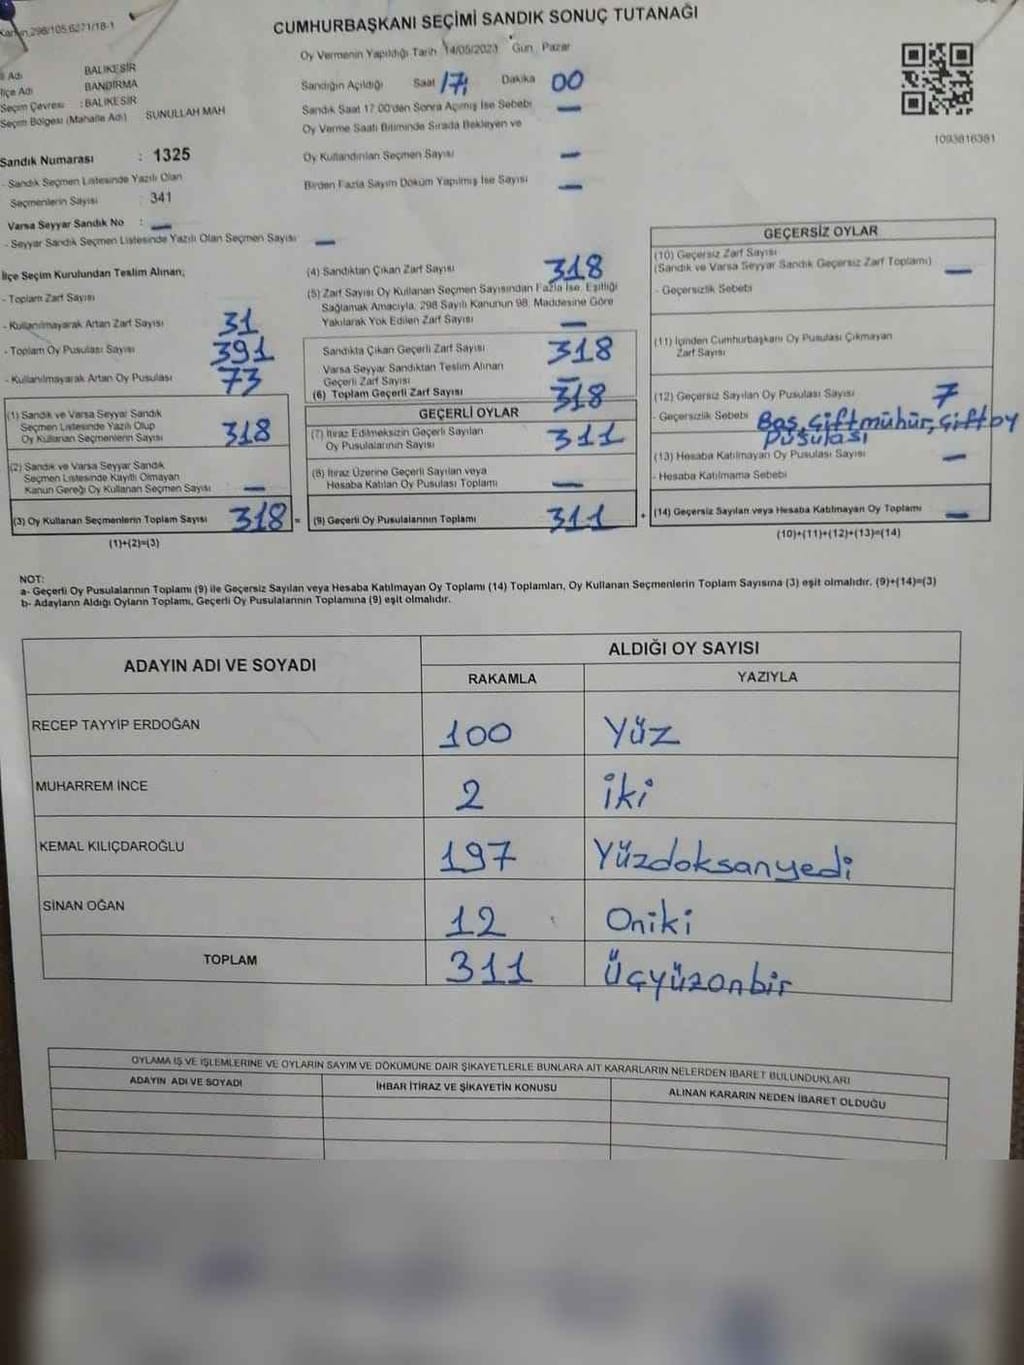 CUMHURBAŞKANI SEÇİMİ SANDIK SONUÇ TUTANAĞI
Oy Vermenin Yapıldığı Tarih 14/05/2023 Gün Pazar
İl Adı BALIKESİR
İlçe Adı BANDIRMA
Seçim Çevresi : BALIKESİR
Seçim Bölgesi (Mahalle Adı) SUNULLAH MAH
Sandık Numarası : 1325
- Sandık Seçmen Listesinde Yazılı Olan
Seçmenlerin Sayısı : 341
Varsa Seyyar Sandık No : —
- Seyyar Sandık Seçmen Listesinde Yazılı Olan Seçmen Sayısı —
Sandığın Açıldığı Saat 17 Dakika 00
Sandık Saat 17.00'den Sonra Açılmış İse Sebebi —
Oy Verme Saati Bitiminde Sırada Bekleyen ve
Oy Kullandırılan Seçmen Sayısı —
Birden Fazla Sayım Döküm Yapılmış İse Sayısı —
1093816381
İlçe Seçim Kurulundan Teslim Alınan;
- Toplam Zarf Sayısı
- Kullanılmayarak Artan Zarf Sayısı 31
- Toplam Oy Pusulası Sayısı 391
- Kullanılmayarak Artan Oy Pusulası 73
(1) Sandık ve Varsa Seyyar Sandık
Seçmen Listesinde Yazılı Olup
Oy Kullanan Seçmenlerin Sayısı 318
(2) Sandık ve Varsa Seyyar Sandık
Seçmen Listesinde Kayıtlı Olmayan
Kanun Gereği Oy Kullanan Seçmen Sayısı —
(3) Oy Kullanan Seçmenlerin Toplam Sayısı 318 =
(1)+(2)=(3)
(4) Sandıktan Çıkan Zarf Sayısı 318
(5) Zarf Sayısı Oy Kullanan Seçmen Sayısından Fazla İse, Eşitliği
Sağlamak Amacıyla, 298 Sayılı Kanunun 98. Maddesine Göre
Yakılarak Yok Edilen Zarf Sayısı —
Sandıkta Çıkan Geçerli Zarf Sayısı 318
Varsa Seyyar Sandıktan Teslim Alınan
Geçerli Zarf Sayısı —
(6) Toplam Geçerli Zarf Sayısı 318
GEÇERLİ OYLAR
(7) İtiraz Edilmeksizin Geçerli Sayılan
Oy Pusulalarının Sayısı 311
(8) İtiraz Üzerine Geçerli Sayılan veya
Hesaba Katılan Oy Pusulası Toplamı —
(9) Geçerli Oy Pusulalarının Toplamı 311 +
GEÇERSİZ OYLAR
(10) Geçersiz Zarf Sayısı
(Sandık ve Varsa Seyyar Sandık Geçersiz Zarf Toplamı) —
- Geçersizlik Sebebi
(11) İçinden Cumhurbaşkanı Oy Pusulası Çıkmayan
Zarf Sayısı
(12) Geçersiz Sayılan Oy Pusulası Sayısı 7
- Geçersizlik Sebebi Boş, Çift mühür, Çift oy
Pusulası
(13) Hesaba Katılmayan Oy Pusulası Sayısı —
- Hesaba Katılmama Sebebi
(14) Geçersiz Sayılan veya Hesaba Katılmayan Oy Toplamı —
(10)+(11)+(12)+(13)=(14)
NOT:
a- Geçerli Oy Pusulalarının Toplamı (9) ile Geçersiz Sayılan veya Hesaba Katılmayan Oy Toplamı (14) Toplamları, Oy Kullanan Seçmenlerin Toplam Sayısına (3) eşit olmalıdır. (9)+(14)=(3)
b- Adayların Aldığı Oyların Toplamı, Geçerli Oy Pusulalarının Toplamına (9) eşit olmalıdır.
ADAYIN ADI VE SOYADI ALDIĞI OY SAYISI
RAKAMLA YAZIYLA
RECEP TAYYİP ERDOĞAN 100 Yüz
MUHARREM İNCE 2 iki
KEMAL KILIÇDAROĞLU 197 Yüzdoksanyedi
SİNAN OĞAN 12 Oniki
TOPLAM 311 Üçyüzonbir
OYLAMA İŞ VE İŞLEMLERİNE VE OYLARIN SAYIM VE DÖKÜMÜNE DAİR ŞİKAYETLERLE BUNLARA AİT KARARLARIN NELERDEN İBARET BULUNDUKLARI
ADAYIN ADI VE SOYADI İHBAR İTİRAZ VE ŞİKAYETİN KONUSU ALINAN KARARIN NEDEN İBARET OLDUĞU